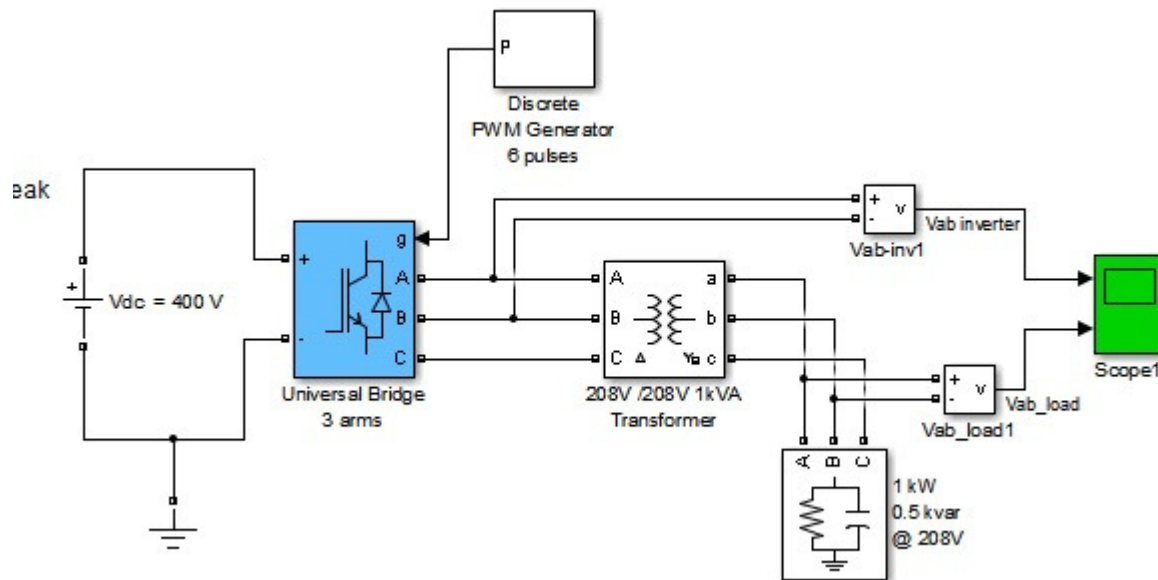 P
Discrete
PWM Generator
6 pulses
eak
+
Vdc = 400 V
+
-
g
A
B
C
Universal Bridge
3 arms
A
B
C
Δ
Y
a
b
c
208V /208V 1kVA
Transformer
+
-
v
Vab inverter
Vab-inv1
+
-
v
Vab_load
Vab_load1
Scope1
A
B
C
1 kW
0.5 kvar
@ 208V